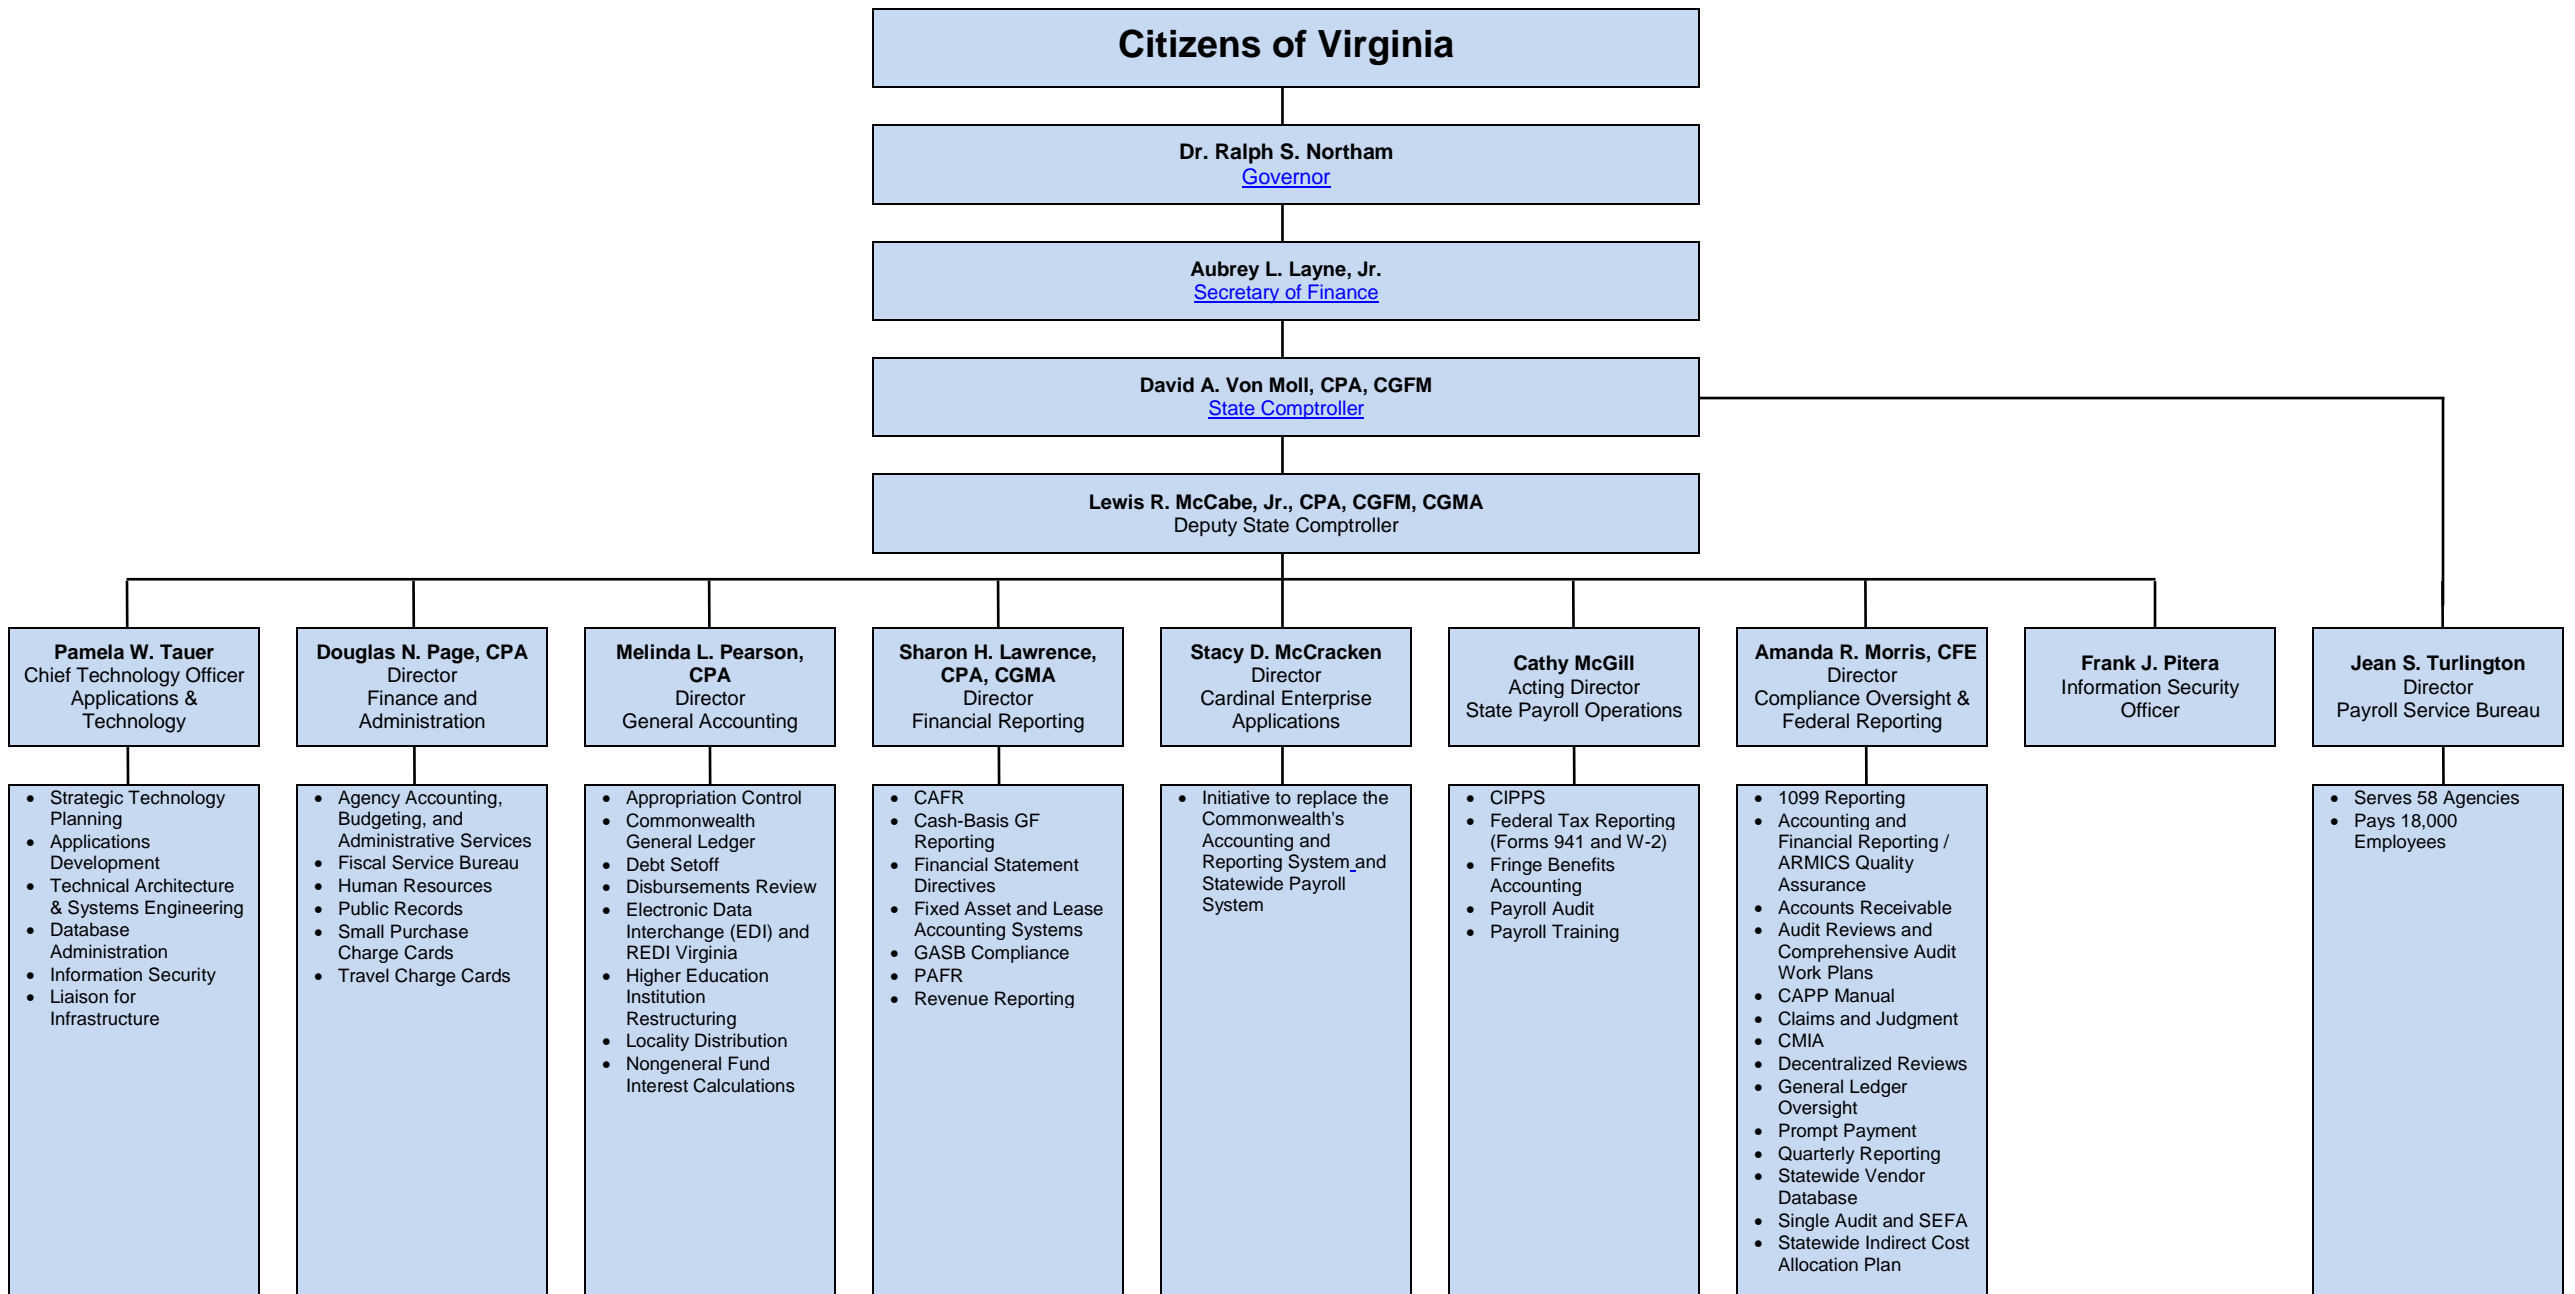 Citizens of Virginia
Dr. Ralph S. Northam
Governor
Aubrey L. Layne, Jr.
Secretary of Finance
David A. Von Moll, CPA, CGFM
State Comptroller
Lewis R. McCabe, Jr., CPA, CGFM, CGMA
Deputy State Comptroller
Pamela W. Tauer
Chief Technology Officer
Applications &
Technology
Douglas N. Page, CPA
Director
Finance and
Administration
Melinda L. Pearson,
CPA
Director
General Accounting
Sharon H. Lawrence,
CPA, CGMA
Director
Financial Reporting
Stacy D. McCracken
Director
Cardinal Enterprise
Applications
Cathy McGill
Acting Director
State Payroll Operations
Amanda R. Morris, CFE
Director
Compliance Oversight &
Federal Reporting
Frank J. Pitera
Information Security
Officer
Jean S. Turlington
Director
Payroll Service Bureau
• Strategic Technology
Planning
• Applications
Development
• Technical Architecture
& Systems Engineering
• Database
Administration
• Information Security
• Liaison for
Infrastructure
• Agency Accounting,
Budgeting, and
Administrative Services
• Fiscal Service Bureau
• Human Resources
• Public Records
• Small Purchase
Charge Cards
• Travel Charge Cards
• Appropriation Control
• Commonwealth
General Ledger
• Debt Setoff
• Disbursements Review
• Electronic Data
Interchange (EDI) and
REDI Virginia
• Higher Education
Institution
Restructuring
• Locality Distribution
• Nongeneral Fund
Interest Calculations
• CAFR
• Cash-Basis GF
Reporting
• Financial Statement
Directives
• Fixed Asset and Lease
Accounting Systems
• GASB Compliance
• PAFR
• Revenue Reporting
• Initiative to replace the
Commonwealth's
Accounting and
Reporting System and
Statewide Payroll
System
• CIPPS
• Federal Tax Reporting
(Forms 941 and W-2)
• Fringe Benefits
Accounting
• Payroll Audit
• Payroll Training
• 1099 Reporting
• Accounting and
Financial Reporting /
ARMICS Quality
Assurance
• Accounts Receivable
• Audit Reviews and
Comprehensive Audit
Work Plans
• CAPP Manual
• Claims and Judgment
• CMIA
• Decentralized Reviews
• General Ledger
Oversight
• Prompt Payment
• Quarterly Reporting
• Statewide Vendor
Database
• Single Audit and SEFA
• Statewide Indirect Cost
Allocation Plan
• Serves 58 Agencies
• Pays 18,000
Employees